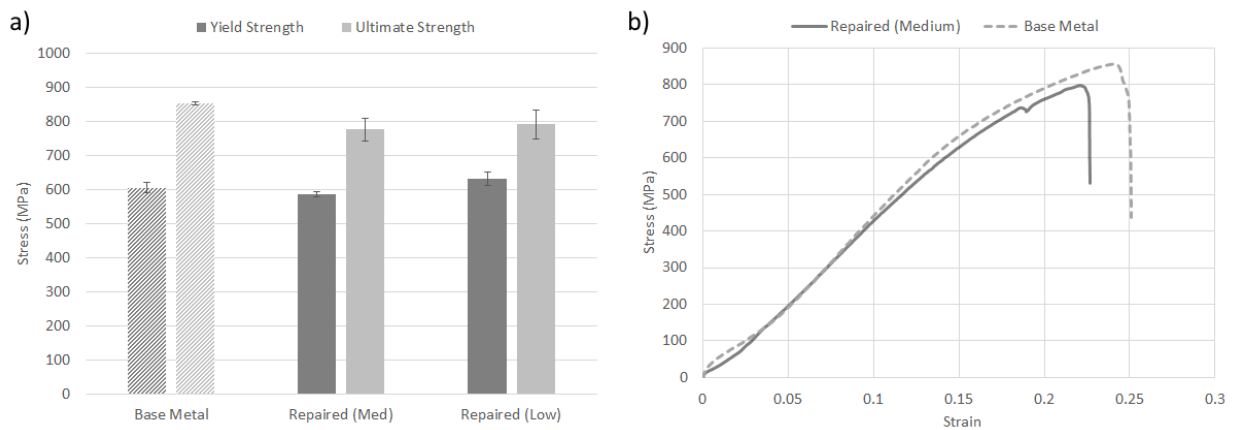 a)
Yield Strength
Ultimate Strength
1000
900
800
700
600
500
400
300
200
100
0
Stress (MPa)
Base Metal
Repaired (Med)
Repaired (Low)
b)
Repaired (Medium)
Base Metal
900
800
700
600
500
400
300
200
100
0
Stress (MPa)
0
0.05
0.1
0.15
0.2
0.25
0.3
Strain